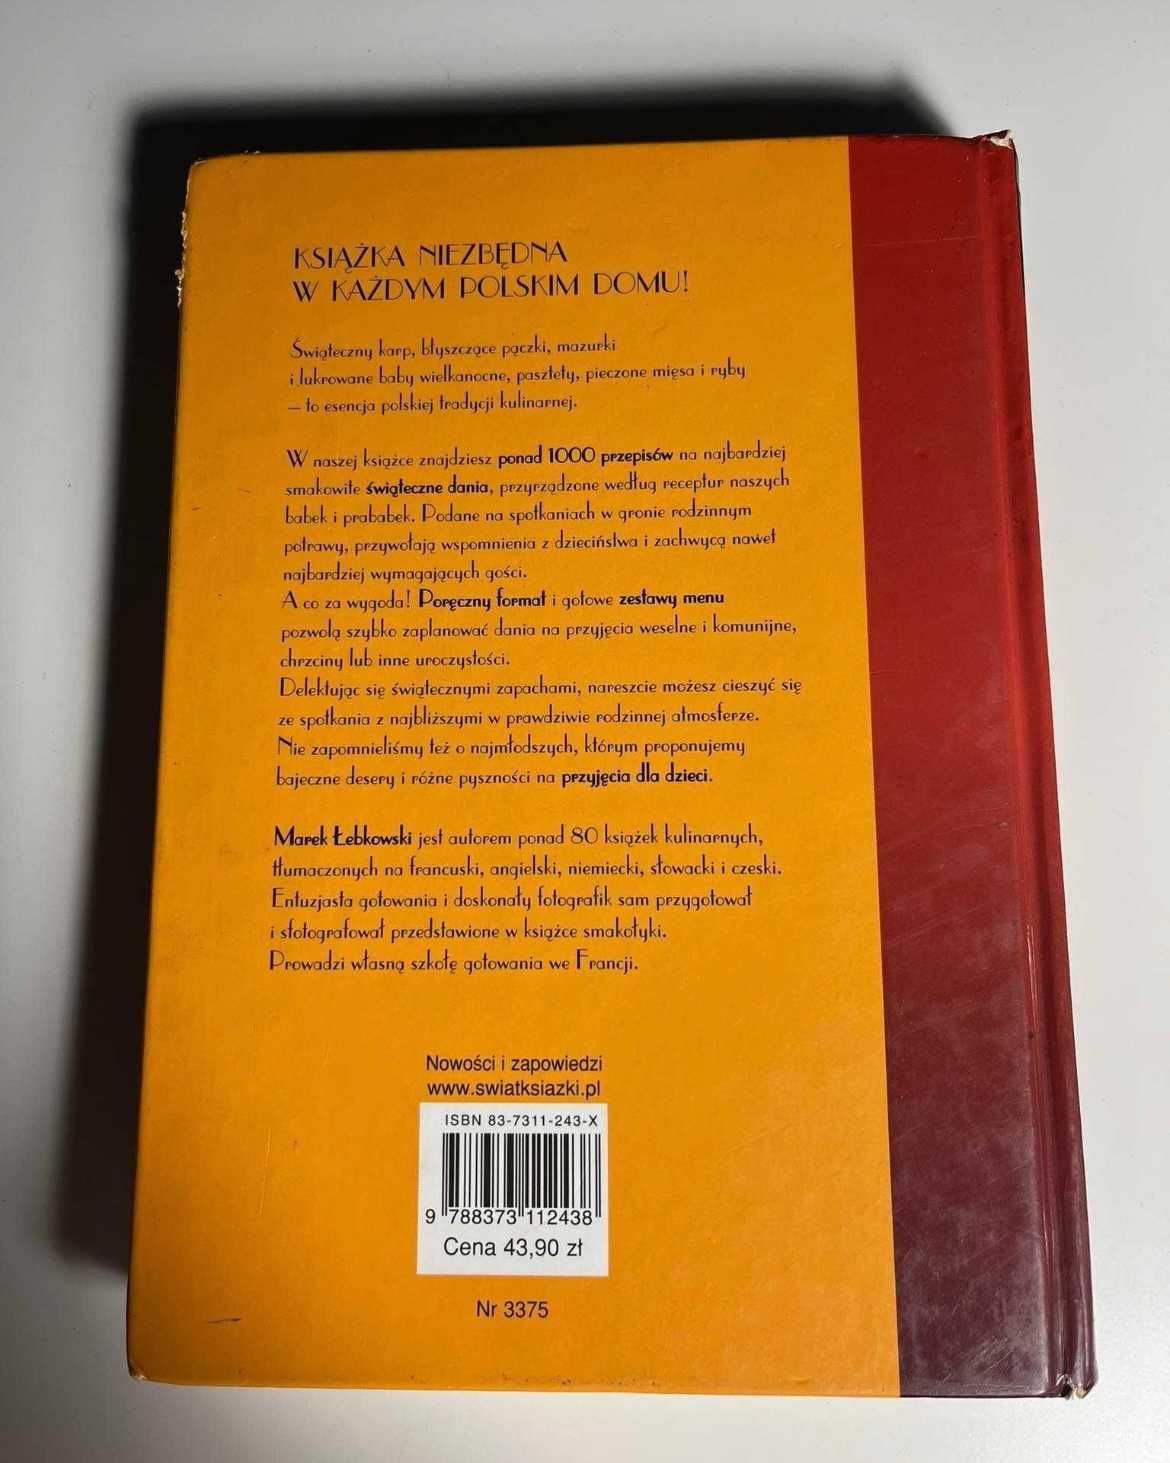 KSIĄŻKA NIEZBĘDNA
W KAŻDYM POLSKIM DOMU!
Świąteczny karp, błyszczące pączki, mazurki
i lukrowane baby wielkanocne, pasztety, pieczone mięsa i ryby
– to esencja polskiej tradycji kulinarnej.
W naszej książce znajdziesz ponad 1000 przepisów na najbardziej
smakowite świąteczne dania, przyrządzone według receptur naszych
babek i prababek. Podane na spotkaniach w gronie rodzinnym
potrawy, przywołają wspomnienia z dzieciństwa i zachwycą nawet
najbardziej wymagających gości.
A co za wygoda! Poręczny format i gotowe zestawy menu
pozwolą szybko zaplanować dania na przyjęcia weselne i komunijne,
chrzciny lub inne uroczystości.
Delektując się świątecznymi zapachami, nareszcie możesz cieszyć się
ze spotkania z najbliższymi w prawdziwie rodzinnej atmosferze.
Nie zapomnieliśmy też o najmłodszych, którym proponujemy
bajeczne desery i różne pyszności na przyjęcia dla dzieci.
Marek Łebkowski jest autorem ponad 80 książek kulinarnych,
tłumaczonych na francuski, angielski, niemiecki, słowacki i czeski.
Entuzjasta gotowania i doskonały fotografik sam przygotował
i sfotografował przedstawione w książce smakołyki.
Prowadzi własną szkołę gotowania we Francji.
Nowości i zapowiedzi
www.swiatksiazki.pl
ISBN 83-7311-243-X
9 788373 112438
Cena 43,90 zł
Nr 3375